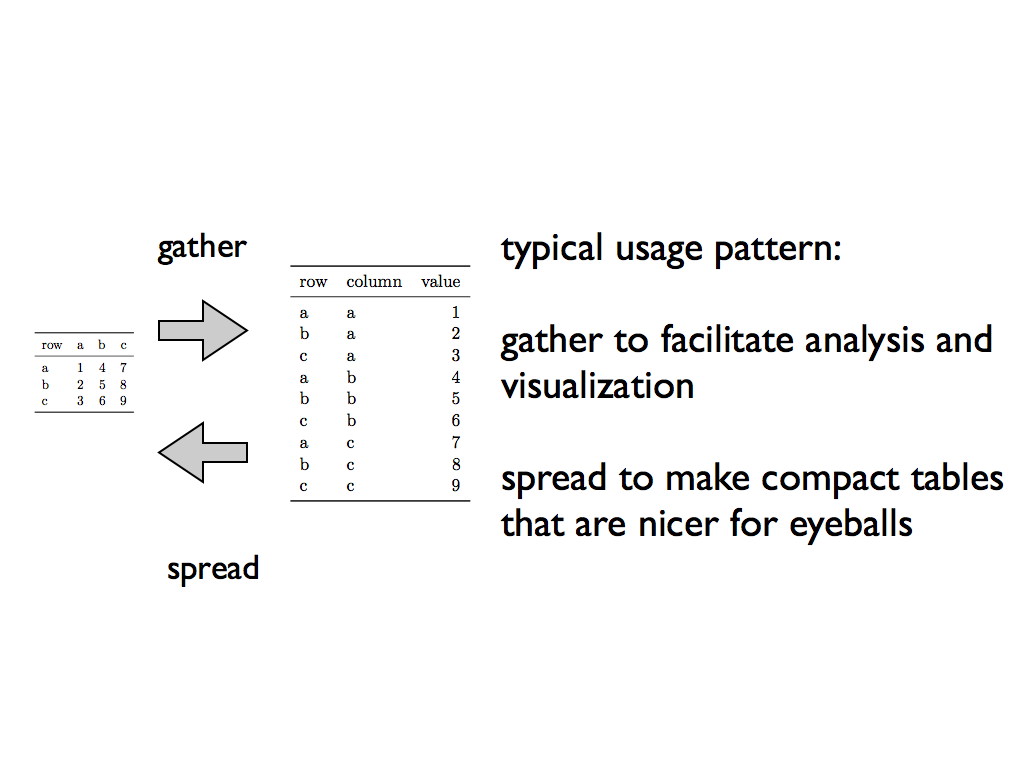 gather
row a b c
a 1 4 7
b 2 5 8
c 3 6 9
spread
row column value
a a 1
b a 2
c a 3
a b 4
b b 5
c b 6
a c 7
b c 8
c c 9
typical usage pattern:
gather to facilitate analysis and
visualization
spread to make compact tables
that are nicer for eyeballs